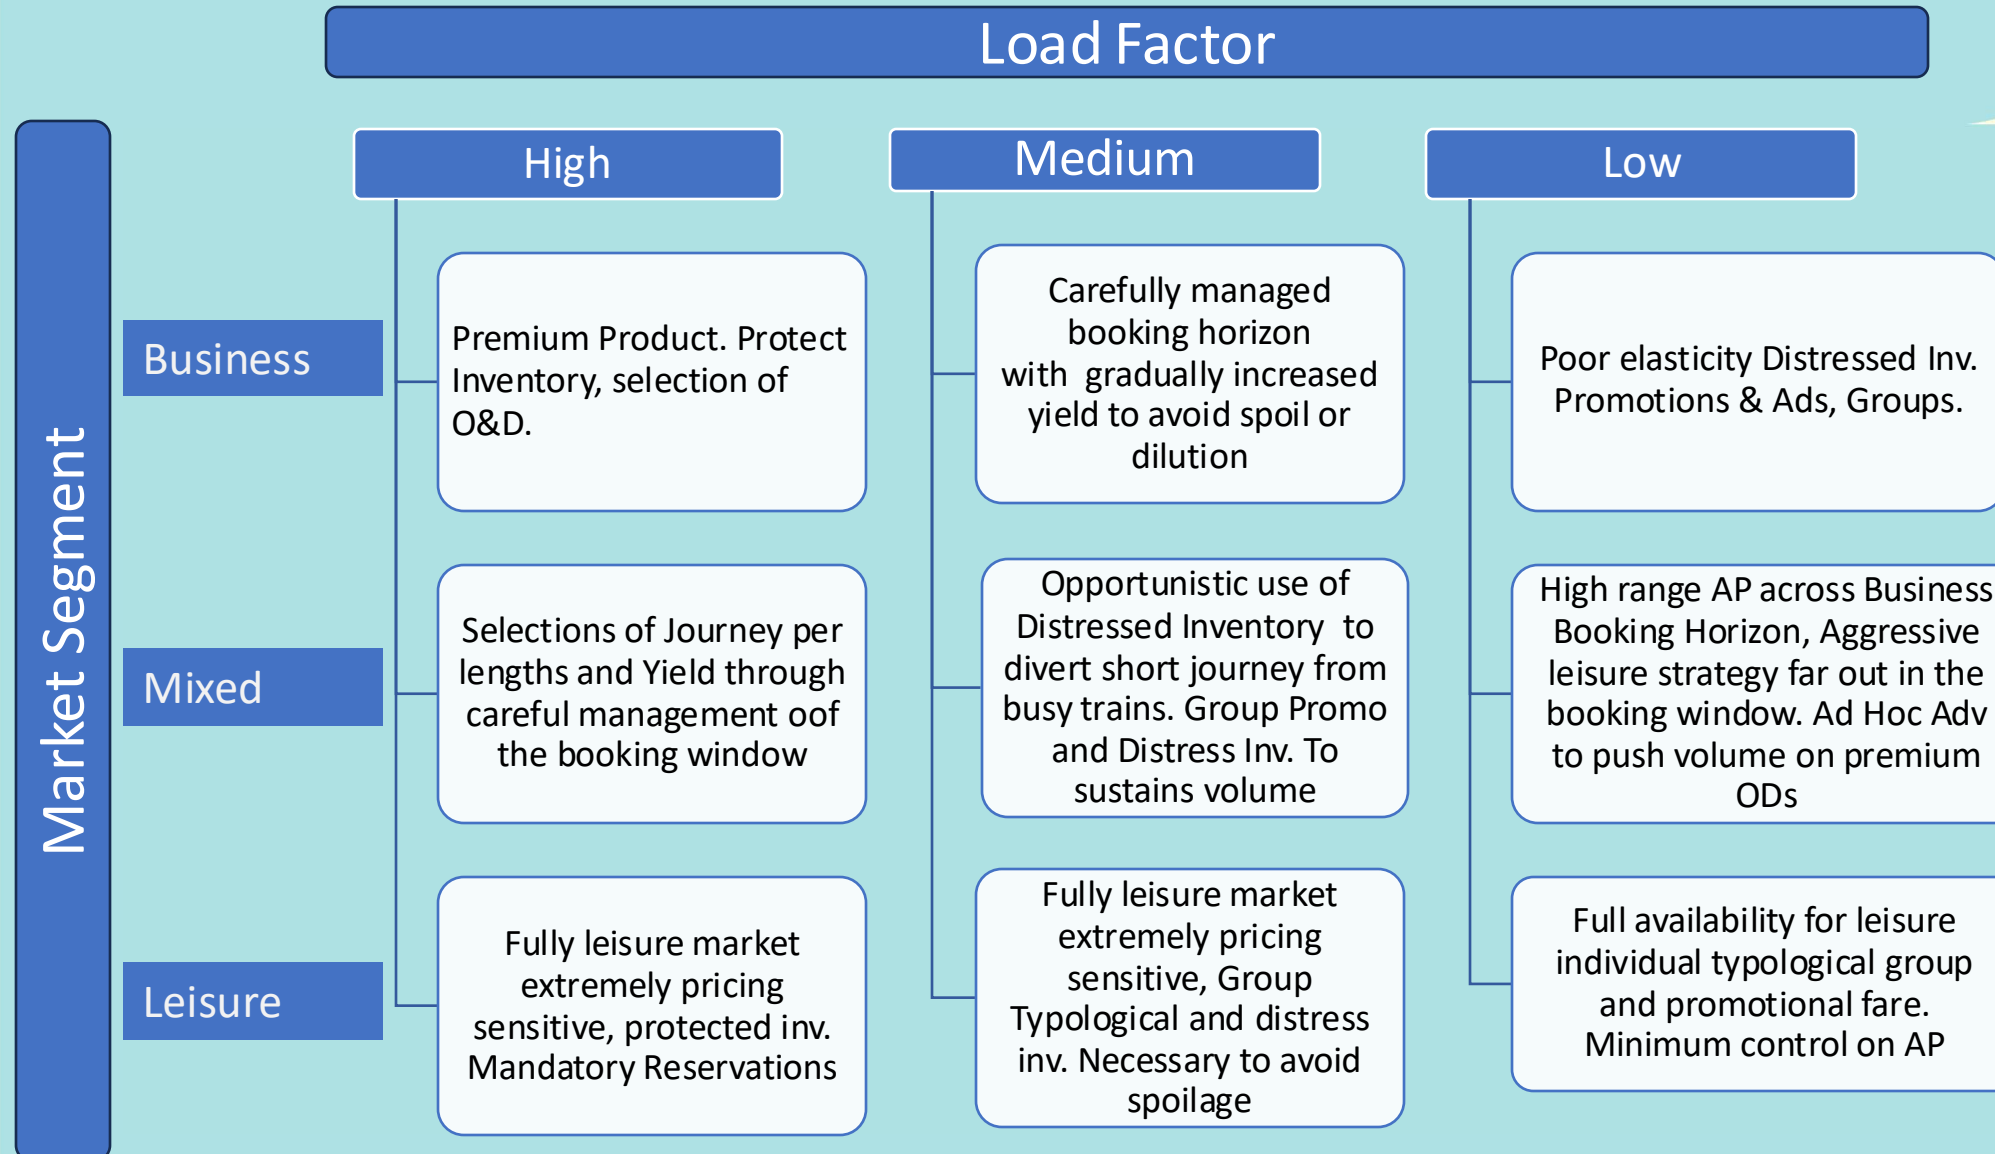 Load Factor
Market Segment
High
Medium
Low
Business
Premium Product. Protect
Inventory, selection of
O&D.
Carefully managed
booking horizon
with gradually increased
yield to avoid spoil or
dilution
Poor elasticity Distressed Inv.
Promotions & Ads, Groups.
Mixed
Selections of Journey per
lengths and Yield through
careful management oof
the booking window
Opportunistic use of
Distressed Inventory to
divert short journey from
busy trains. Group Promo
and Distress Inv. To
sustains volume
High range AP across Business
Booking Horizon, Aggressive
leisure strategy far out in the
booking window. Ad Hoc Adv
to push volume on premium
ODs
Leisure
Fully leisure market
extremely pricing
sensitive, protected inv.
Mandatory Reservations
Fully leisure market
extremely pricing
sensitive, Group
Typological and distress
inv. Necessary to avoid
spoilage
Full availability for leisure
individual typological group
and promotional fare.
Minimum control on AP